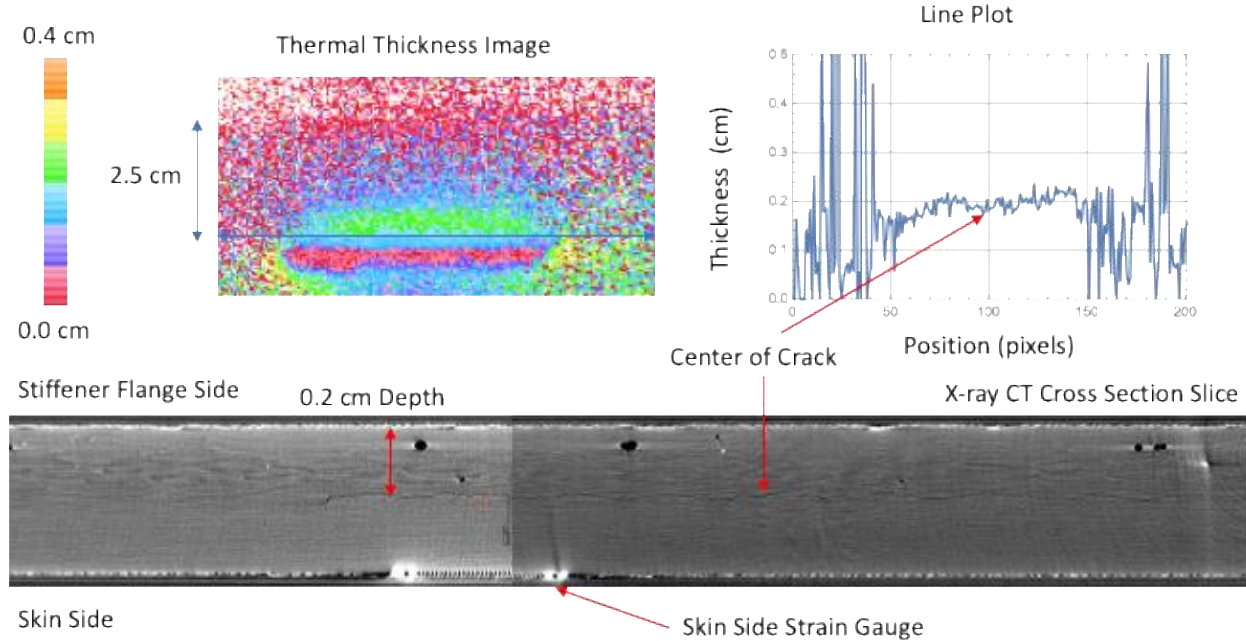 Line Plot
0.4 cm
Thermal Thickness Image
2.5 cm
0.0 cm
Thickness (cm)
0.5
0.4
0.3
0.2
0.1
0.0
0
50
100
150
200
Position (pixels)
Center of Crack
Stiffener Flange Side
0.2 cm Depth
X-ray CT Cross Section Slice
Skin Side
Skin Side Strain Gauge